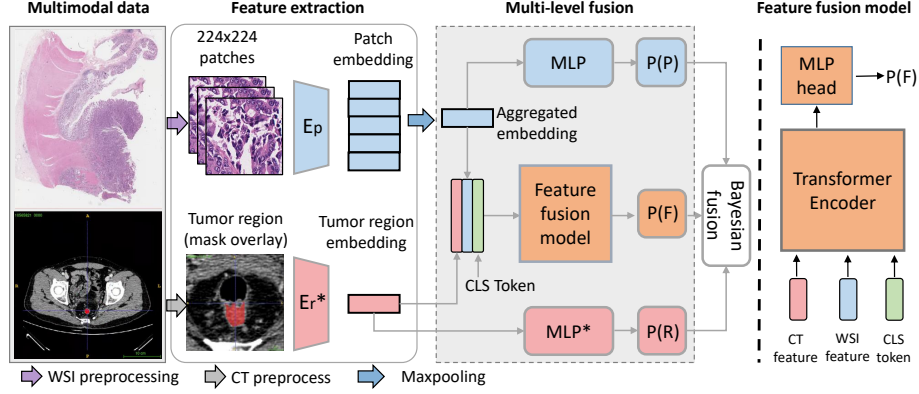 Multimodal data
Feature extraction
Multi-level fusion
Feature fusion model
224x224
patches
Patch
embedding
Ep
Aggregated
embedding
MLP
P(P)
Feature
fusion
model
P(F)
CLS Token
Bayesian
fusion
Tumor region
(mask overlay)
Tumor region
embedding
Er*
MLP*
P(R)
MLP
head
P(F)
Transformer
Encoder
CT
feature
WSI
feature
CLS
token
WSI preprocessing
CT preprocess
Maxpooling